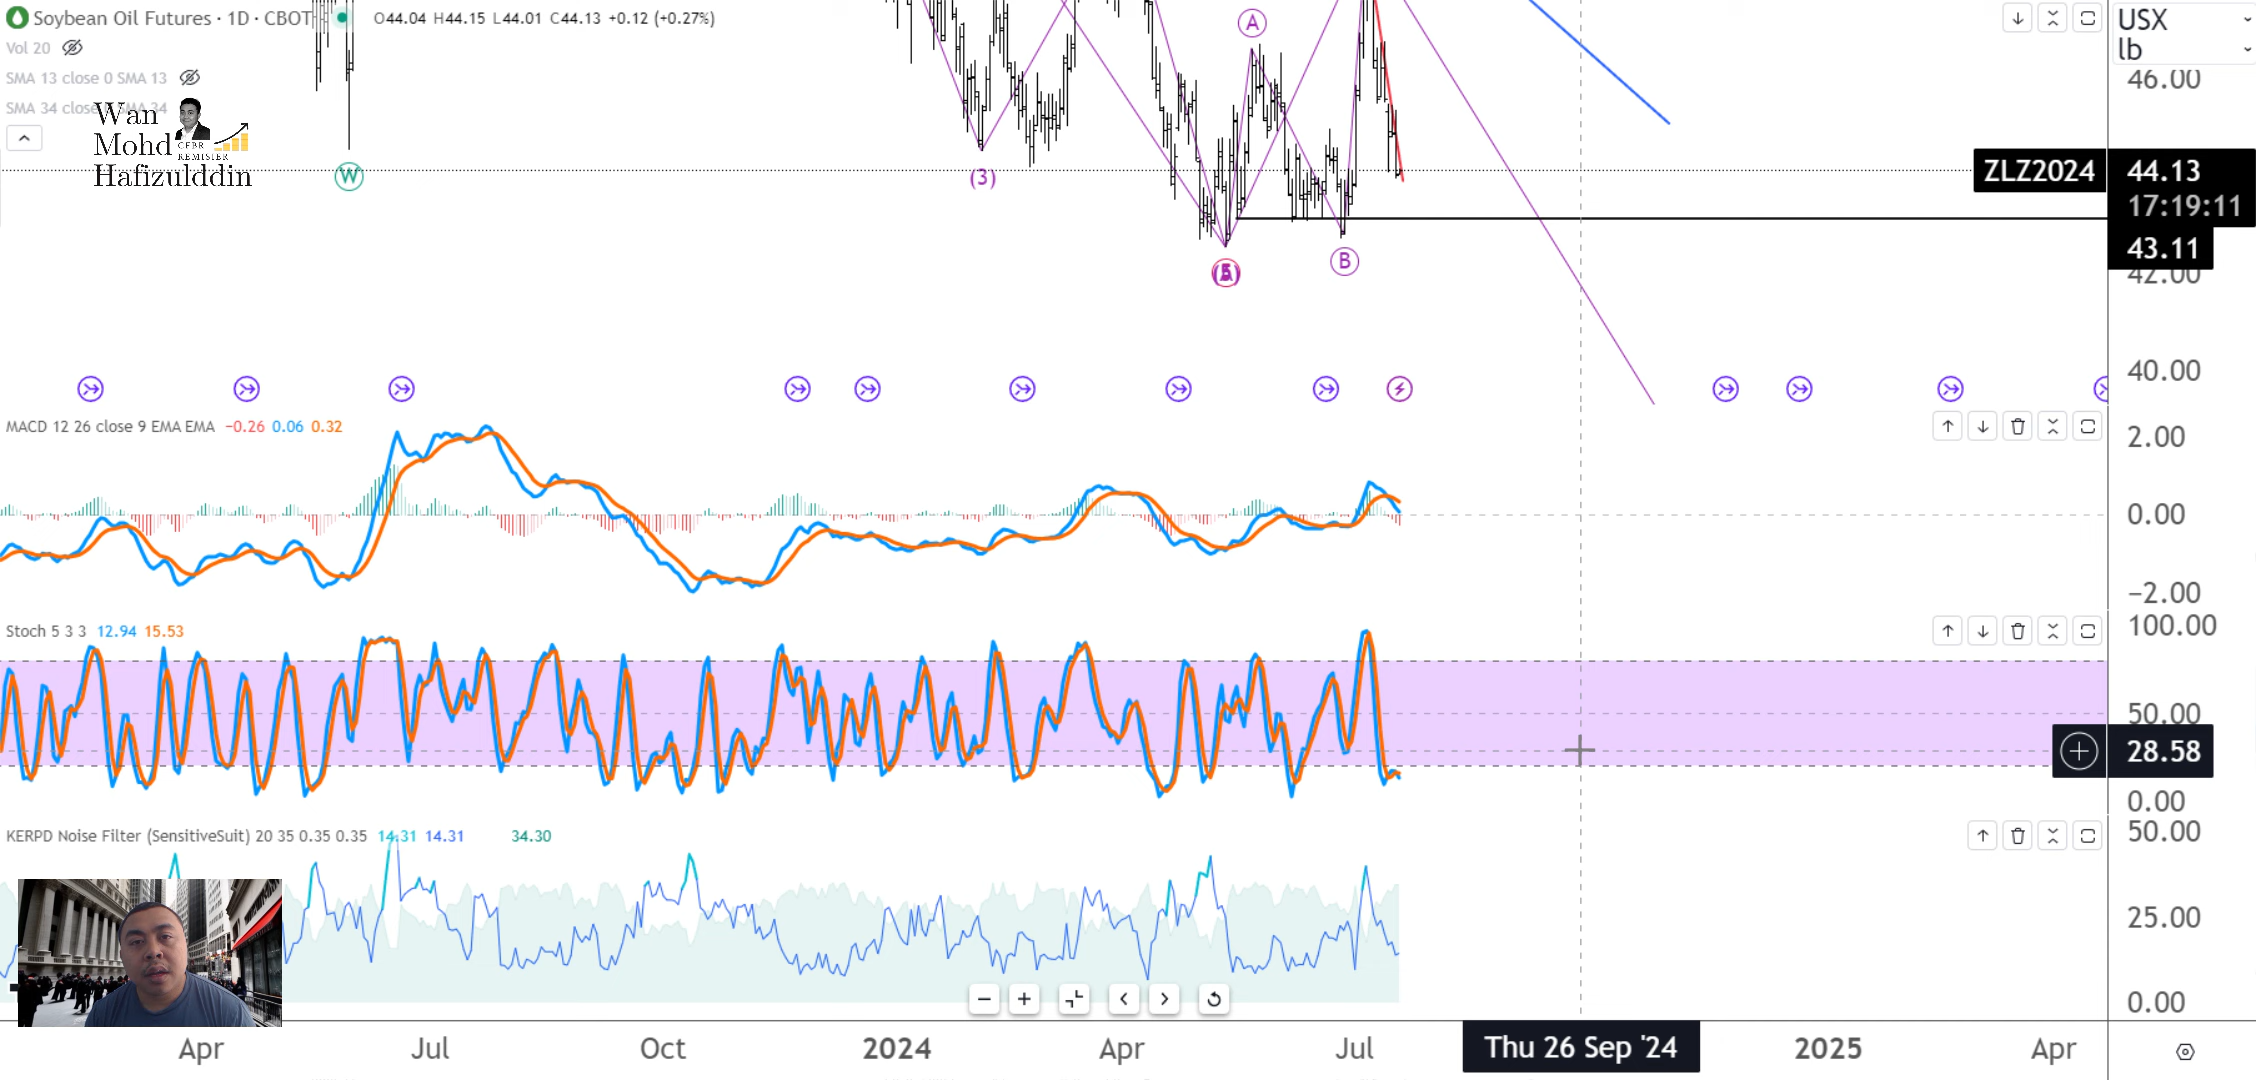 Soybean Oil Futures · 1D · CBOT O44.04 H44.15 L44.01 C44.13 +0.12 (+0.27%)
Vol 20
SMA 13 close 0 SMA 13
SMA 34 close SMA 34
Wan
Mohd
Hafizulddin
CFBR
REMISIER
USX
lb
46.00
ZLZ2024 44.13
17:19:11
43.11
42.00
40.00
W
(3)
A
B
MACD 12 26 close 9 EMA EMA −0.26 0.06 0.32
2.00
0.00
−2.00
Stoch 5 3 3 12.94 15.53
100.00
50.00
28.58
0.00
KERPD Noise Filter (SensitiveSuit) 20 35 0.35 0.35 14.31 14.31 34.30
50.00
25.00
0.00
Apr Jul Oct 2024 Apr Jul Thu 26 Sep '24 2025 Apr